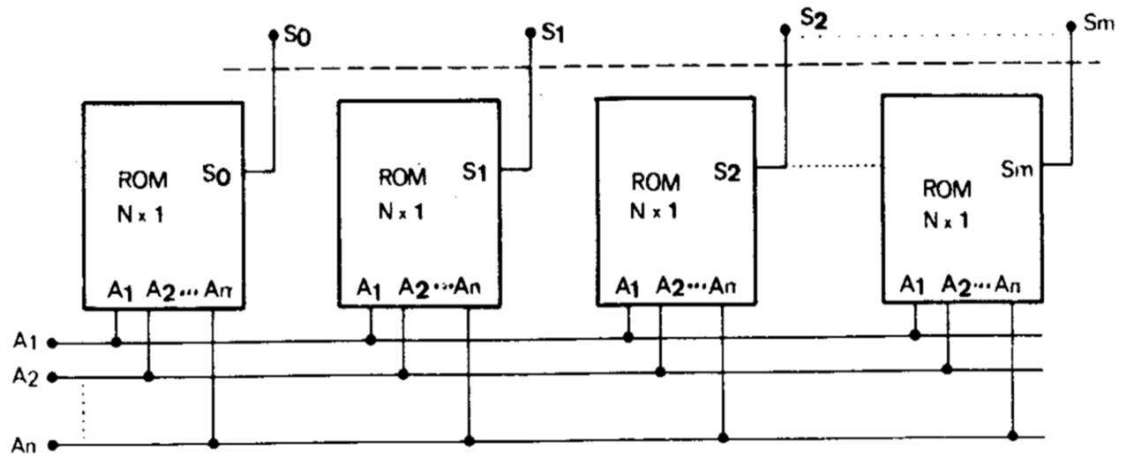 S0 S1 S2 Sm
ROM S0 ROM S1 ROM S2 ROM Sm
N x 1 N x 1 N x 1 N x 1
A1 A2 ... An A1 A2 ... An A1 A2 ... An A1 A2 ... An
A1
A2
An